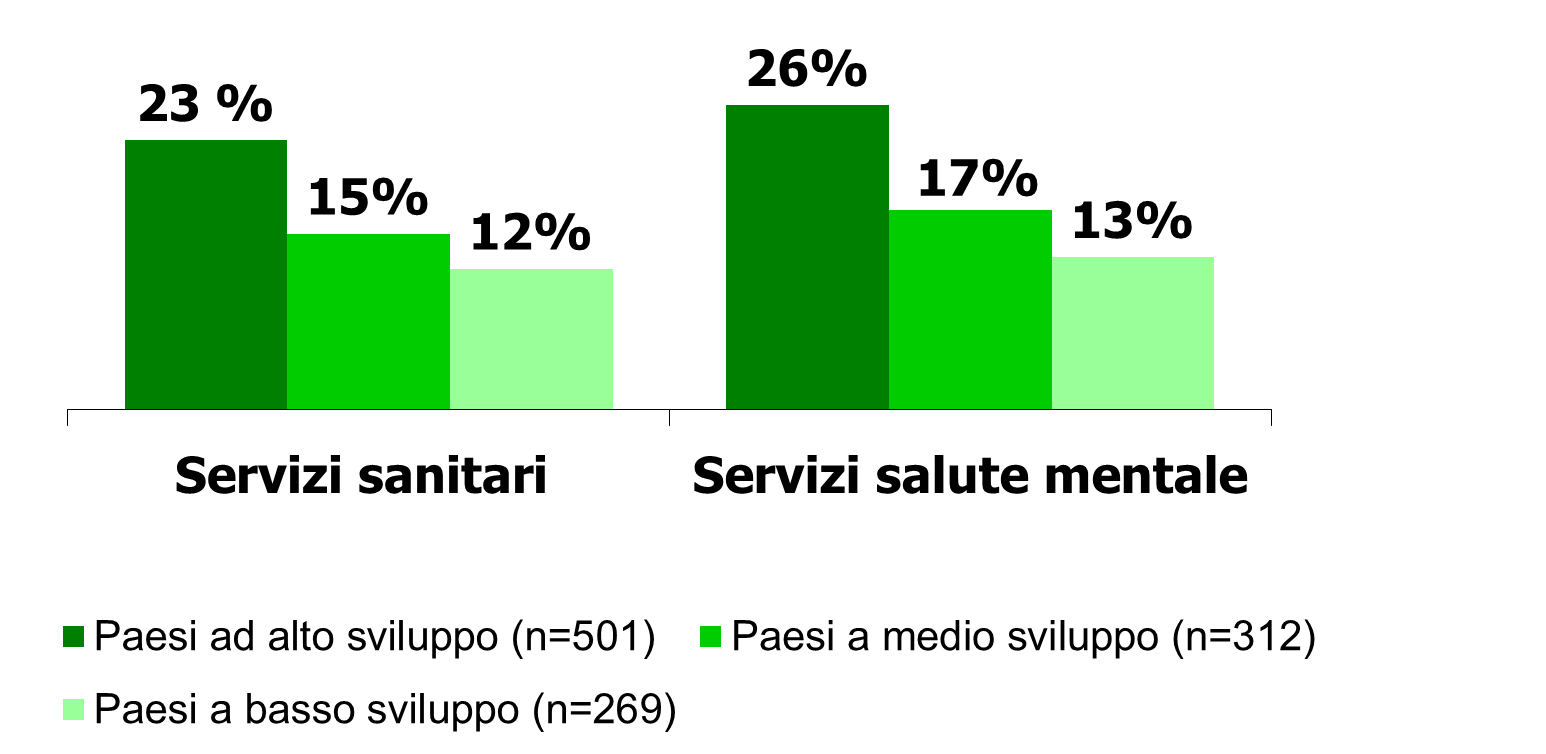 23 %
15%
12%
26%
17%
13%
Servizi sanitari
Servizi salute mentale
Paesi ad alto sviluppo (n=501)
Paesi a medio sviluppo (n=312)
Paesi a basso sviluppo (n=269)